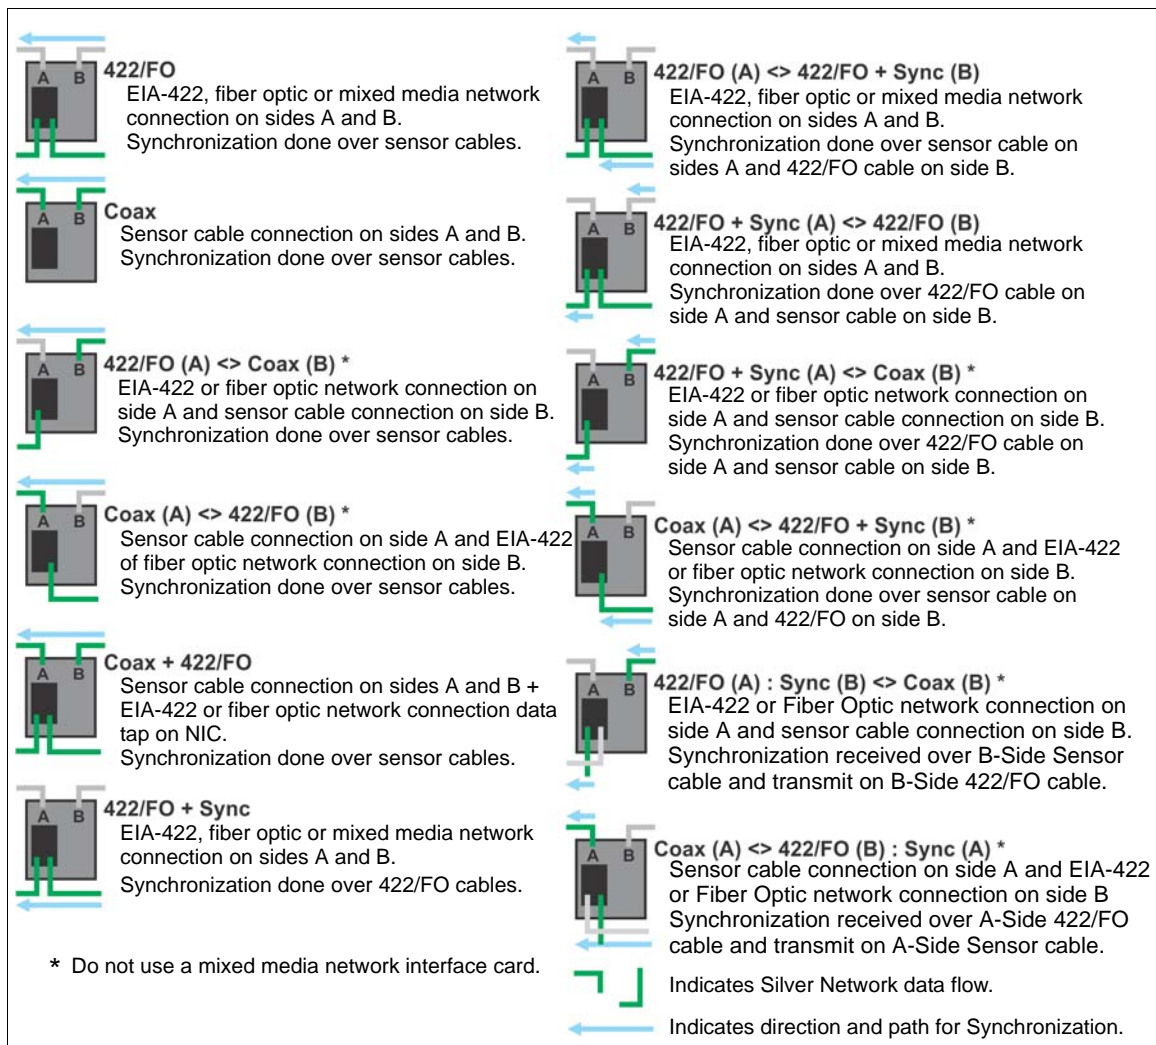 A B
422/FO
EIA-422, fiber optic or mixed media network
connection on sides A and B.
Synchronization done over sensor cables.
A B
Coax
Sensor cable connection on sides A and B.
Synchronization done over sensor cables.
A B
422/FO (A) <> Coax (B) *
EIA-422 or fiber optic network connection on
side A and sensor cable connection on side B.
Synchronization done over sensor cables.
A B
Coax (A) <> 422/FO (B) *
Sensor cable connection on side A and EIA-422
of fiber optic network connection on side B.
Synchronization done over sensor cables.
A B
Coax + 422/FO
Sensor cable connection on sides A and B +
EIA-422 or fiber optic network connection data
tap on NIC.
Synchronization done over sensor cables.
A B
422/FO + Sync
EIA-422, fiber optic or mixed media network
connection on sides A and B.
Synchronization done over 422/FO cables.
* Do not use a mixed media network interface card.
A B
422/FO (A) <> 422/FO + Sync (B)
EIA-422, fiber optic or mixed media network
connection on sides A and B.
Synchronization done over sensor cable on
sides A and 422/FO cable on side B.
A B
422/FO + Sync (A) <> 422/FO (B)
EIA-422, fiber optic or mixed media network
connection on sides A and B.
Synchronization done over 422/FO cable on
side A and sensor cable on side B.
A B
422/FO + Sync (A) <> Coax (B) *
EIA-422 or fiber optic network connection on
side A and sensor cable connection on side B.
Synchronization done over 422/FO cable on
side A and sensor cable on side B.
A B
Coax (A) <> 422/FO + Sync (B) *
Sensor cable connection on side A and EIA-422
or fiber optic network connection on side B.
Synchronization done over sensor cable on
side A and 422/FO on side B.
A B
422/FO (A) : Sync (B) <> Coax (B) *
EIA-422 or Fiber Optic network connection on
side A and sensor cable connection on side B.
Synchronization received over B-Side Sensor
cable and transmit on B-Side 422/FO cable.
A B
Coax (A) <> 422/FO (B) : Sync (A) *
Sensor cable connection on side A and EIA-422
or Fiber Optic network connection on side B
Synchronization received over A-Side 422/FO
cable and transmit on A-Side Sensor cable.
Indicates Silver Network data flow.
Indicates direction and path for Synchronization.